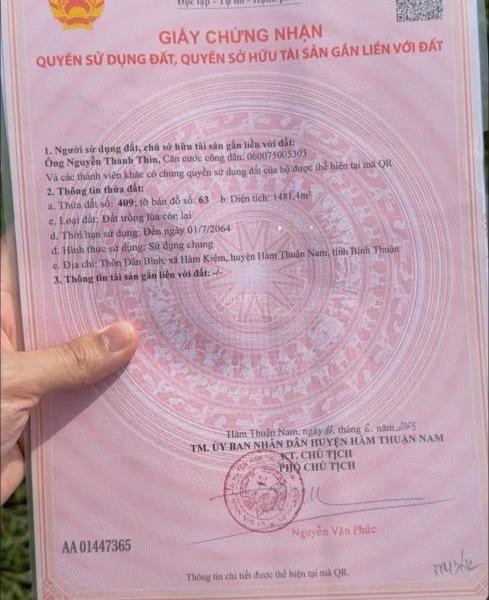 Độc lập - Tự do - Hạnh phúc
GIẤY CHỨNG NHẬN
QUYỀN SỬ DỤNG ĐẤT, QUYỀN SỞ HỮU TÀI SẢN GẮN LIỀN VỚI ĐẤT
1. Người sử dụng đất, chủ sở hữu tài sản gắn liền với đất:
Ông Nguyễn Thanh Thìn, Căn cước công dân: 060075005303
Và các thành viên khác có chung quyền sử dụng đất của hộ được thể hiện tại mã QR
2. Thông tin thửa đất:
a. Thửa đất số: 409; tờ bản đồ số: 63 b: Diện tích: 1481,4m²
c. Loại đất: Đất trồng lúa còn lại
d. Thời hạn sử dụng: Đến ngày 01/7/2064
đ. Hình thức sử dụng: Sử dụng chung
e. Địa chỉ: Thôn Dân Bình, xã Hàm Kiệm, huyện Hàm Thuận Nam, tỉnh Bình Thuận
3. Thông tin tài sản gắn liền với đất: -/-
Hàm Thuận Nam, ngày tháng 6 năm 2025
TM. ỦY BAN NHÂN DÂN HUYỆN HÀM THUẬN NAM
KT. CHỦ TỊCH
PHÓ CHỦ TỊCH
Nguyễn Văn Phúc
AA 01447365
Thông tin chi tiết được thể hiện tại mã QR.